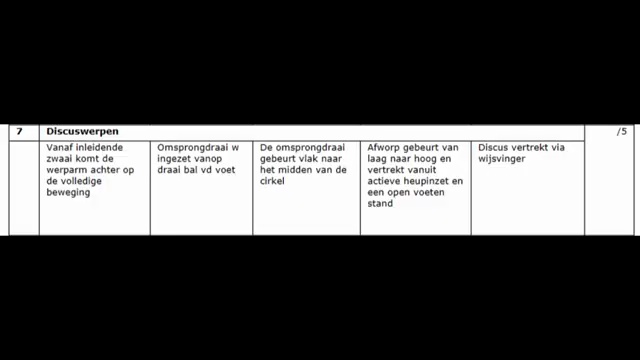 7 Discuswerpen /5
Vanaf inleidende
zwaai komt de
werparm achter op
de volledige
beweging
Omsprongdraai w
ingezet vanop
draai bal vd voet
De omsprongdraai
gebeurt vlak naar
het midden van de
cirkel
Afworp gebeurt van
laag naar hoog en
vertrekt vanuit
actieve heupinzet en
een open voeten
stand
Discus vertrekt via
wijsvinger